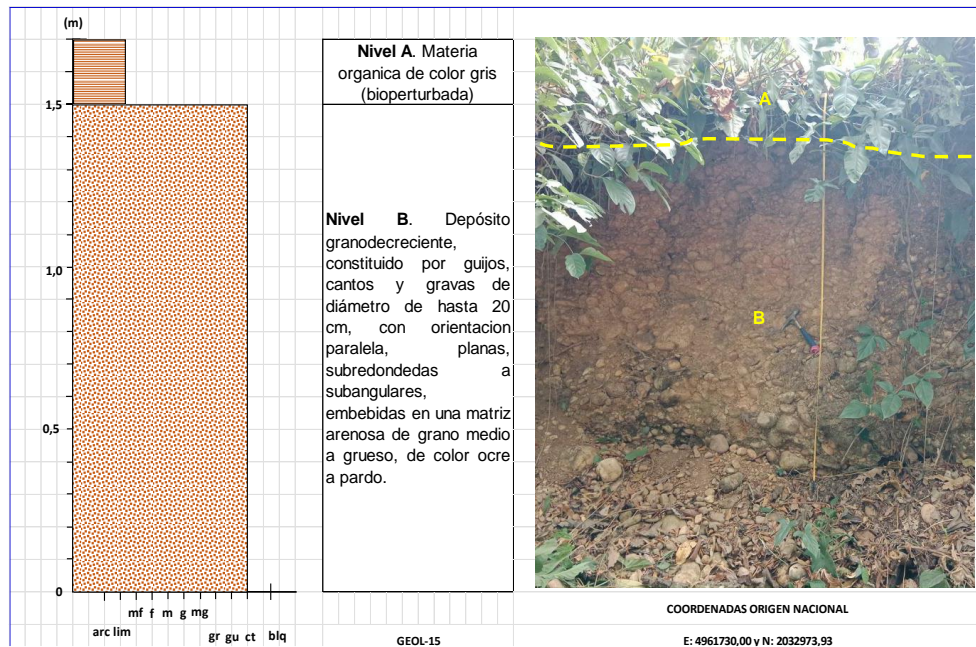 (m)
1,5
1,0
0,5
0
mf f m g mg
arc lim
gr gu ct blq
Nivel A. Materia
organica de color gris
(bioperturbada)
Nivel B. Depósito
granodecreciente,
constituido por guijos,
cantos y gravas de
diámetro de hasta 20
cm, con orientacion
paralela, planas,
subredondedas a
subangulares,
embebidas en una matriz
arenosa de grano medio
a grueso, de color ocre
a pardo.
GEOL-15
A
B
COORDENADAS ORIGEN NACIONAL
E: 4961730,00 y N: 2032973,93